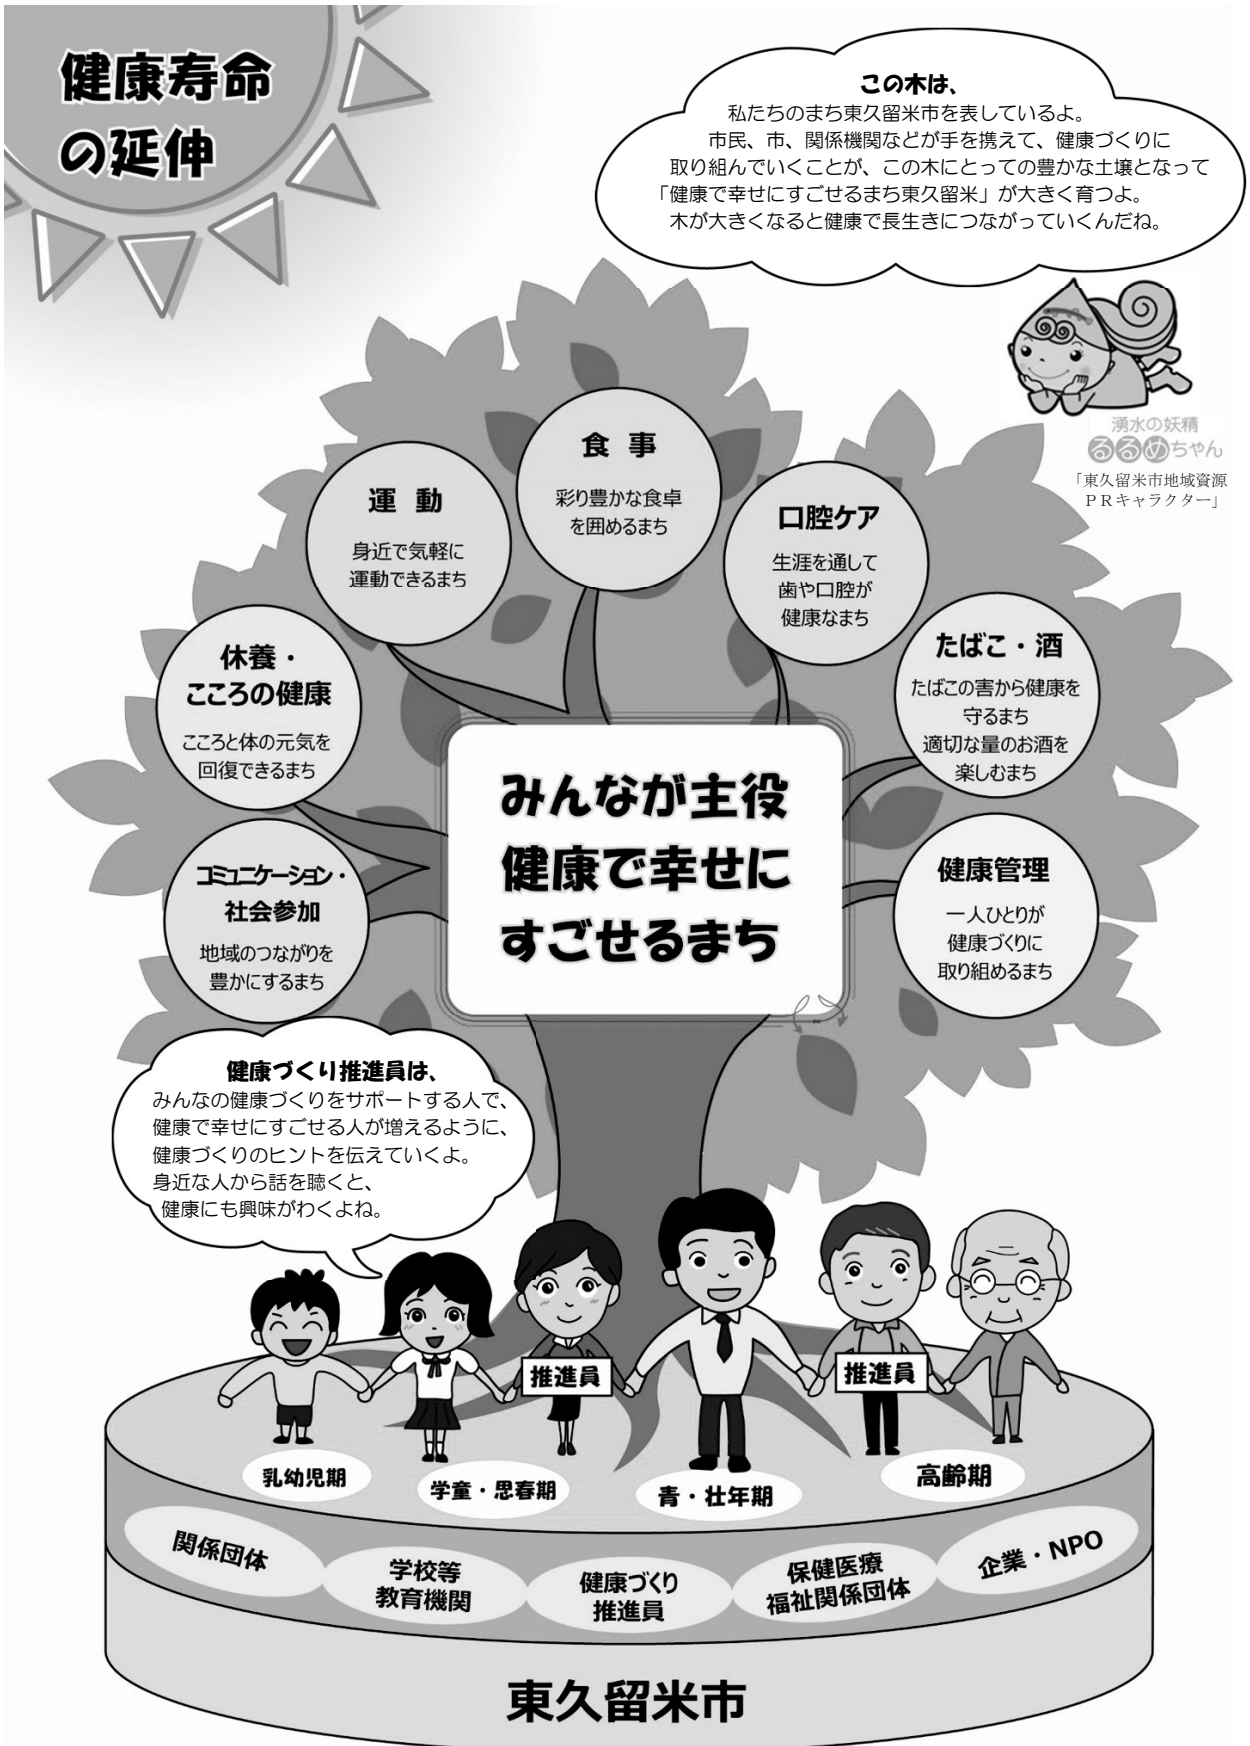 健康寿命
の延伸
この木は、
私たちのまち東久留米市を表しているよ。
市民、市、関係機関などが手を携えて、健康づくりに
取り組んでいくことが、この木にとっての豊かな土壌となって
「健康で幸せにすごせるまち東久留米」が大きく育つよ。
木が大きくなると健康で長生きにつながっていくんだね。
湧水の妖精
るるめちゃん
「東久留米市地域資源
ＰＲキャラクター」
食 事
彩り豊かな食卓
を囲めるまち
運 動
身近で気軽に
運動できるまち
口腔ケア
生涯を通して
歯や口腔が
健康なまち
休養・
こころの健康
こころと体の元気を
回復できるまち
たばこ・酒
たばこの害から健康を
守るまち
適切な量のお酒を
楽しむまち
コミュニケーション・
社会参加
地域のつながりを
豊かにするまち
健康管理
一人ひとりが
健康づくりに
取り組めるまち
みんなが主役
健康で幸せに
すごせるまち
健康づくり推進員は、
みんなの健康づくりをサポートする人で、
健康で幸せにすごせる人が増えるように、
健康づくりのヒントを伝えていくよ。
身近な人から話を聴くと、
健康にも興味がわくよね。
推進員
推進員
乳幼児期
学童・思春期
青・壮年期
高齢期
関係団体
学校等
教育機関
健康づくり
推進員
保健医療
福祉関係団体
企業・NPO
東久留米市